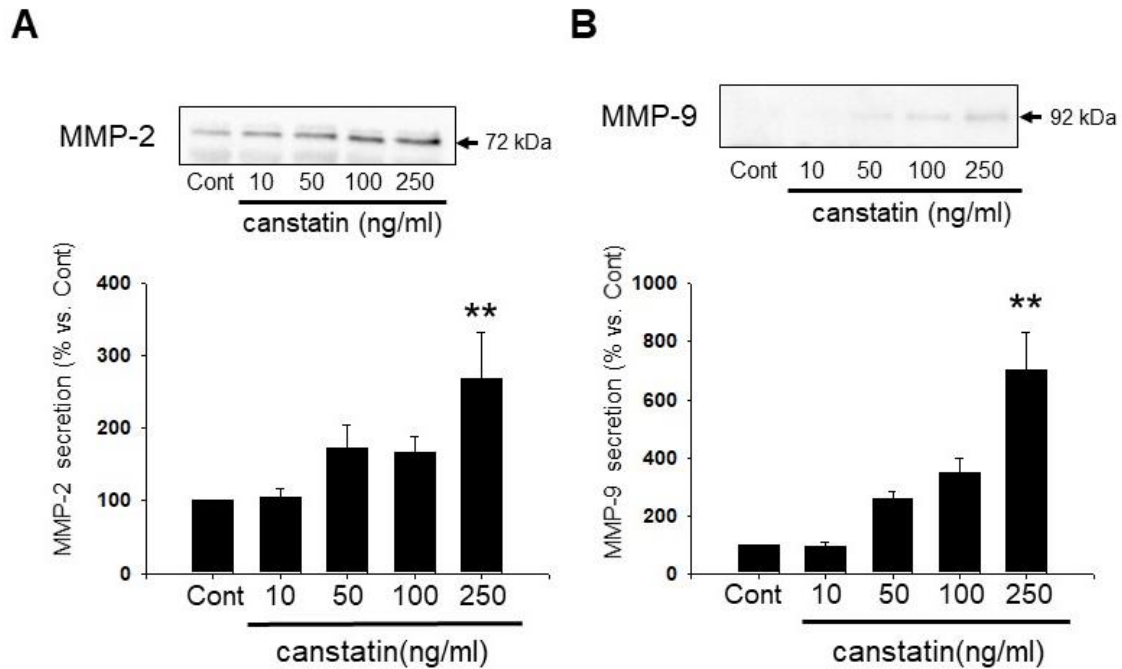 A
MMP-2
72 kDa
Cont 10 50 100 250
canstatin (ng/ml)
MMP-2 secretion (% vs. Cont)
400
300
200
100
0
**
Cont 10 50 100 250
canstatin(ng/ml)
B
MMP-9
92 kDa
Cont 10 50 100 250
canstatin (ng/ml)
MMP-9 secretion (% vs. Cont)
1000
800
600
400
200
0
**
Cont 10 50 100 250
canstatin(ng/ml)